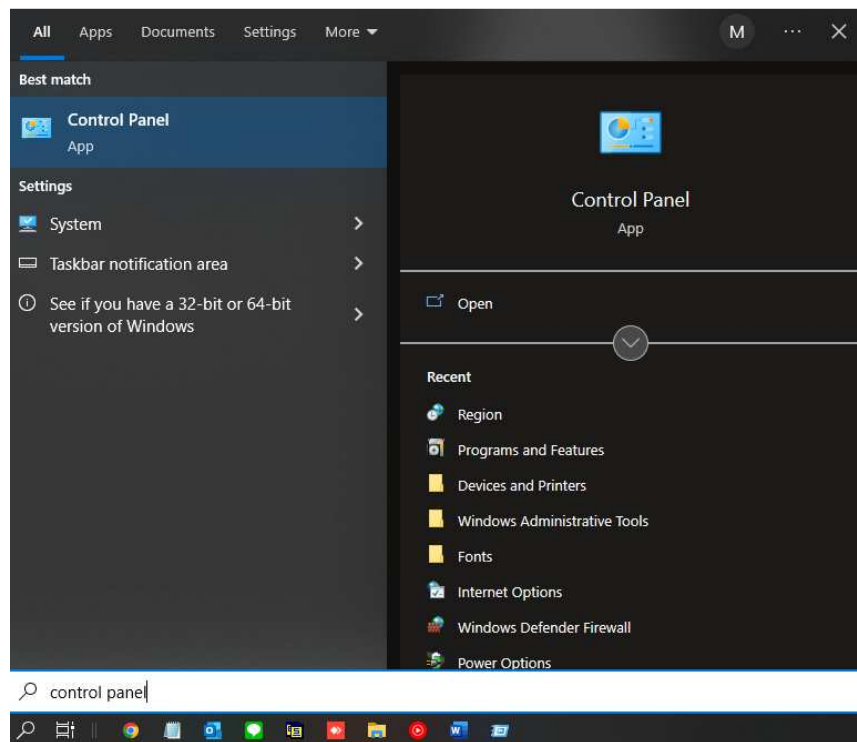 All Apps Documents Settings More M ...
Best match
Control Panel
App
Settings
System
Taskbar notification area
See if you have a 32-bit or 64-bit
version of Windows
Control Panel
App
Open
Recent
Region
Programs and Features
Devices and Printers
Windows Administrative Tools
Fonts
Internet Options
Windows Defender Firewall
Power Options
control panel